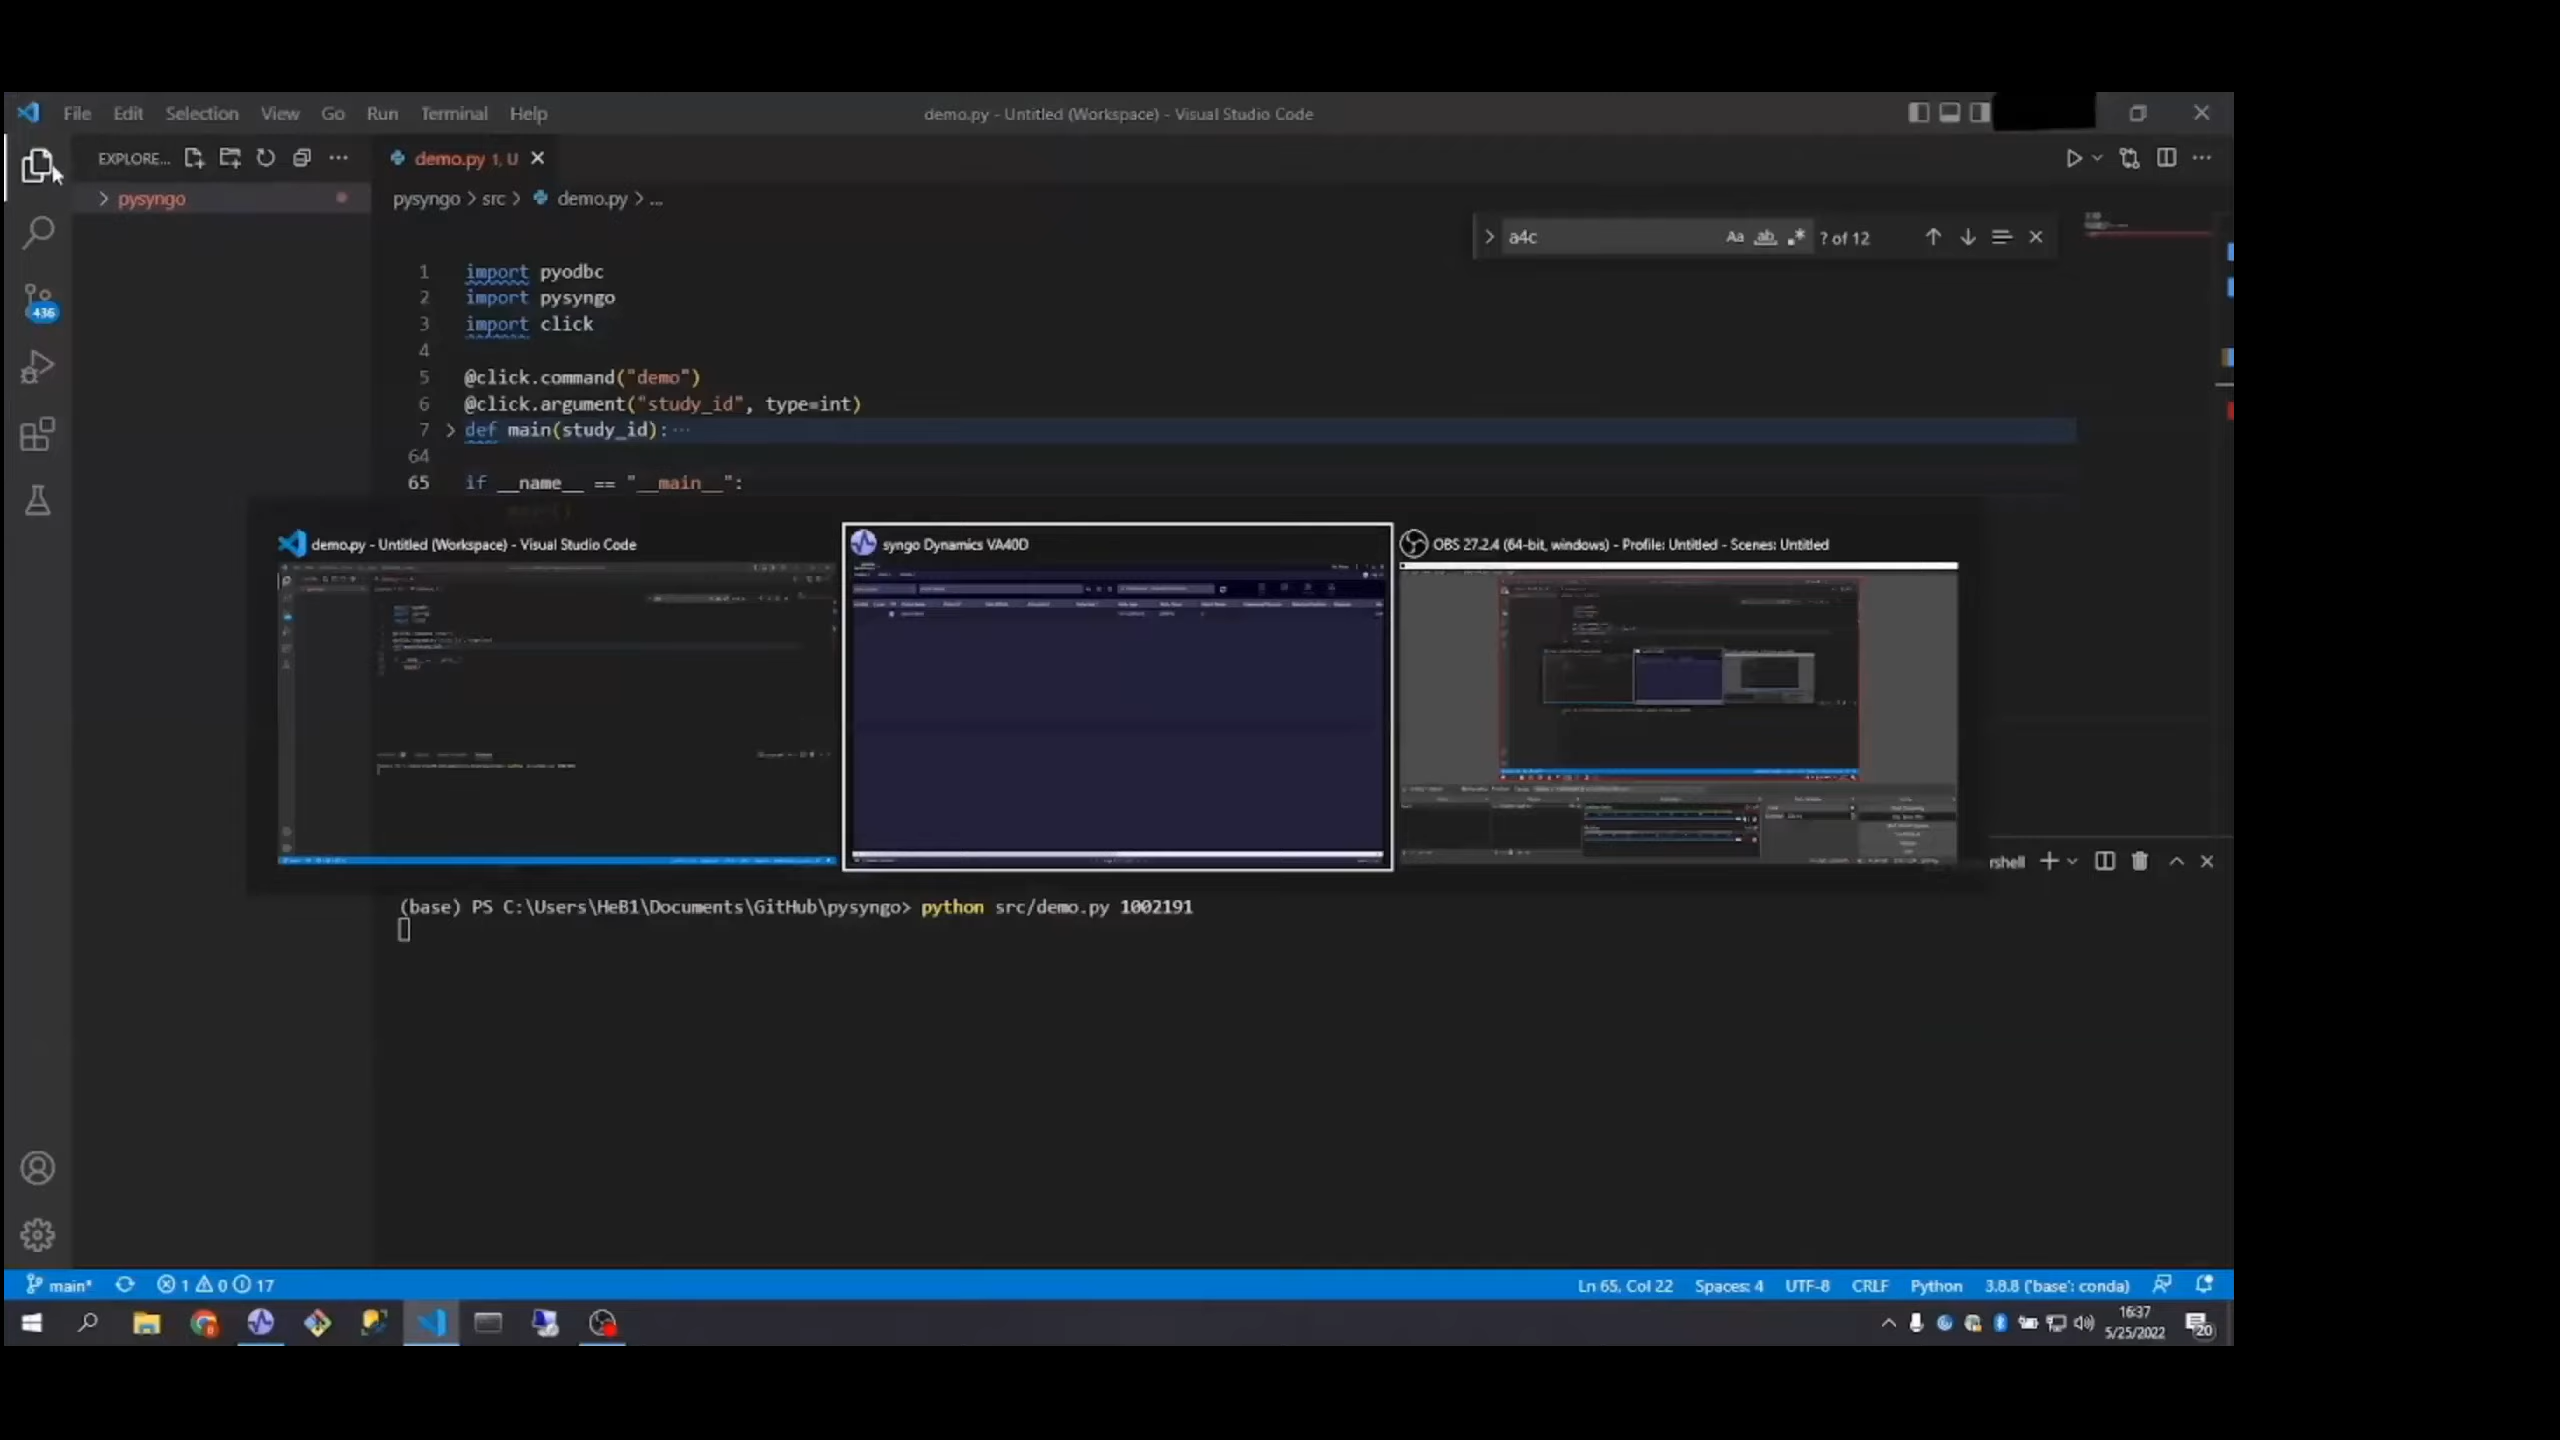 File Edit Selection View Go Run Terminal Help
demo.py - Untitled (Workspace) - Visual Studio Code
EXPLORE...
demo.py 1, U
pysyngo
pysyngo > src > demo.py > ...
a4c
Aa ab
? of 12
1 import pyodbc
2 import pysyngo
3 import click
4
5 @click.command("demo")
6 @click.argument("study_id", type=int)
7 def main(study_id): ...
64
65 if __name__ == "__main__":
main()
436
demo.py - Untitled (Workspace) - Visual Studio Code
syngo Dynamics VA40D
OBS 27.2.4 (64-bit, windows) - Profile: Untitled - Scenes: Untitled
rshell
(base) PS C:\Users\HeB1\Documents\GitHub\pysyngo> python src/demo.py 1002191
main* 1 0 17
Ln 65, Col 22 Spaces: 4 UTF-8 CRLF Python 3.8.8 ('base': conda)
16:37
5/25/2022
20